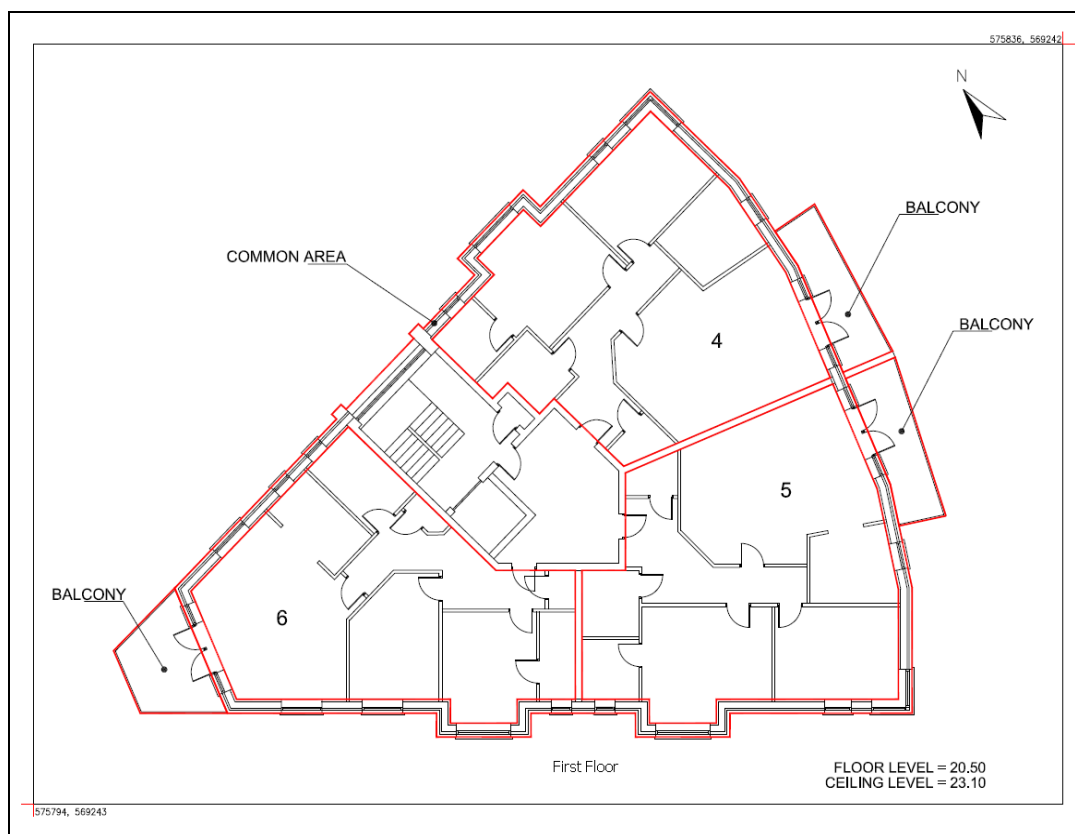 575836, 569242
N
BALCONY
COMMON AREA
BALCONY
4
5
BALCONY
6
First Floor
FLOOR LEVEL = 20.50
CEILING LEVEL = 23.10
575794, 569243